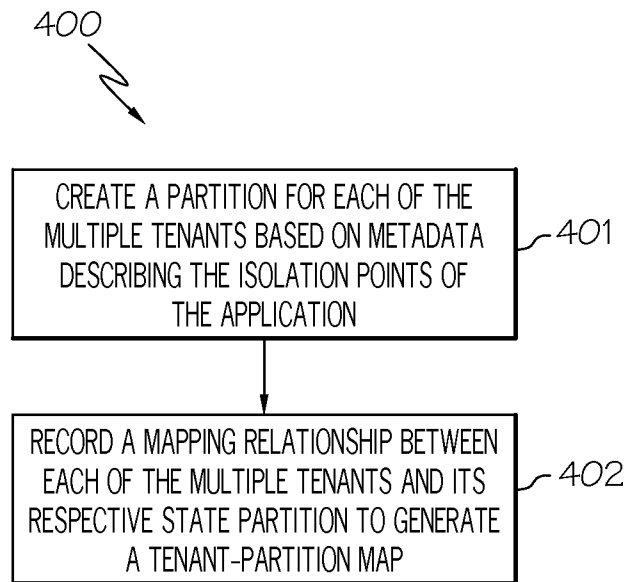 400
CREATE A PARTITION FOR EACH OF THE
MULTIPLE TENANTS BASED ON METADATA
DESCRIBING THE ISOLATION POINTS OF
THE APPLICATION
401
RECORD A MAPPING RELATIONSHIP BETWEEN
EACH OF THE MULTIPLE TENANTS AND ITS
RESPECTIVE STATE PARTITION TO GENERATE
A TENANT-PARTITION MAP
402